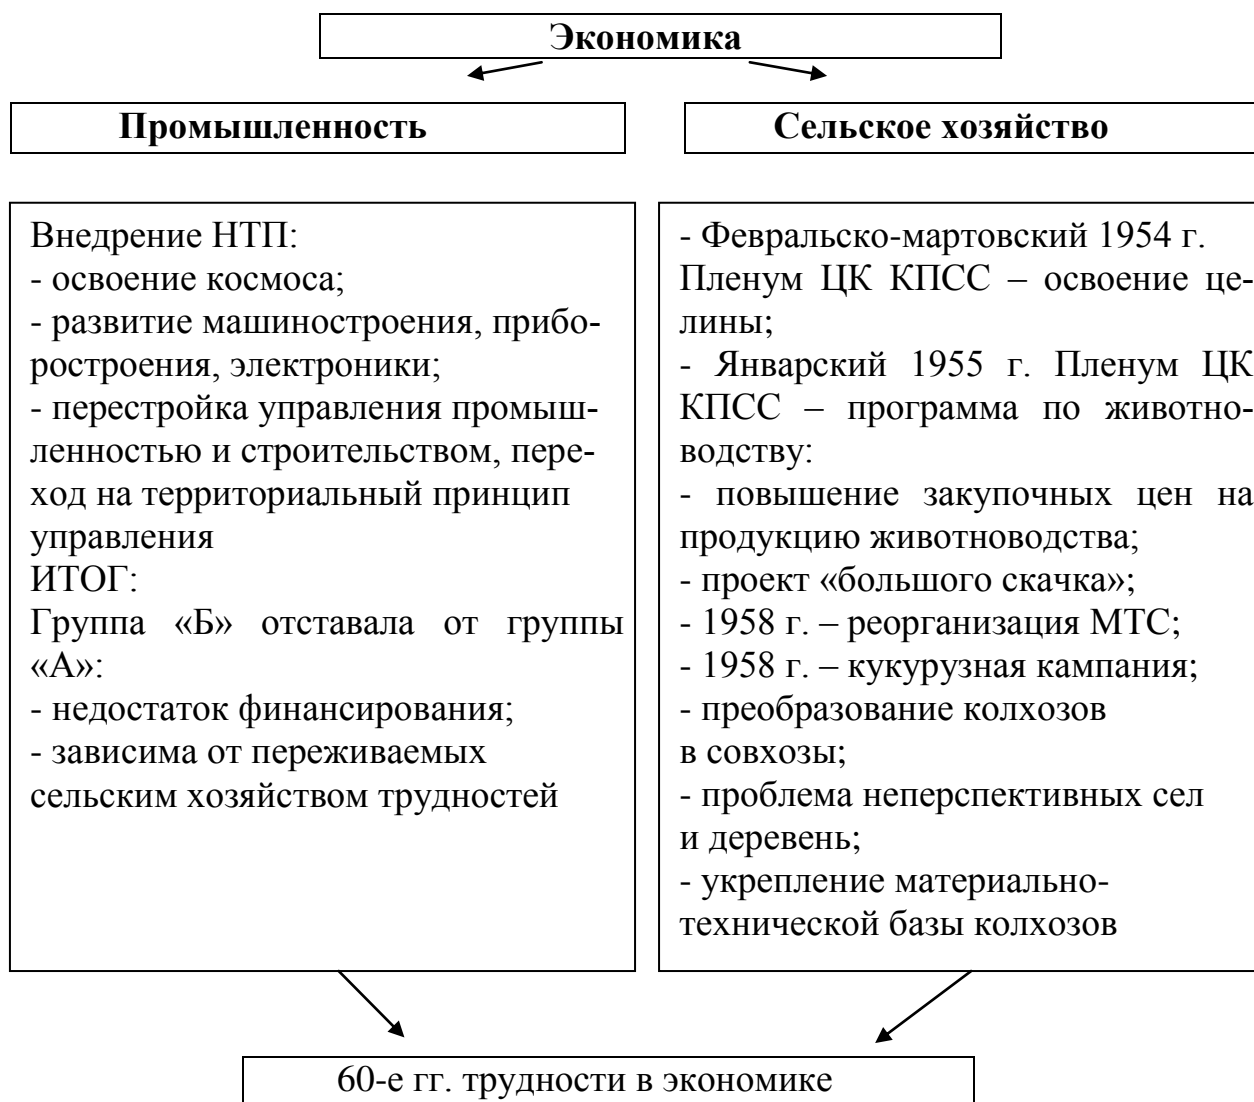 Экономика
Промышленность
Сельское хозяйство
Внедрение НТП:
- освоение космоса;
- развитие машиностроения, прибо-
ростроения, электроники;
- перестройка управления промыш-
ленностью и строительством, пере-
ход на территориальный принцип
управления
ИТОГ:
Группа «Б» отставала от группы
«А»:
- недостаток финансирования;
- зависима от переживаемых
сельским хозяйством трудностей
- Февральско-мартовский 1954 г.
Пленум ЦК КПСС – освоение це-
лины;
- Январский 1955 г. Пленум ЦК
КПСС – программа по животно-
водству:
- повышение закупочных цен на
продукцию животноводства;
- проект «большого скачка»;
- 1958 г. – реорганизация МТС;
- 1958 г. – кукурузная кампания;
- преобразование колхозов
в совхозы;
- проблема неперспективных сел
и деревень;
- укрепление материально-
технической базы колхозов
60-е гг. трудности в экономике